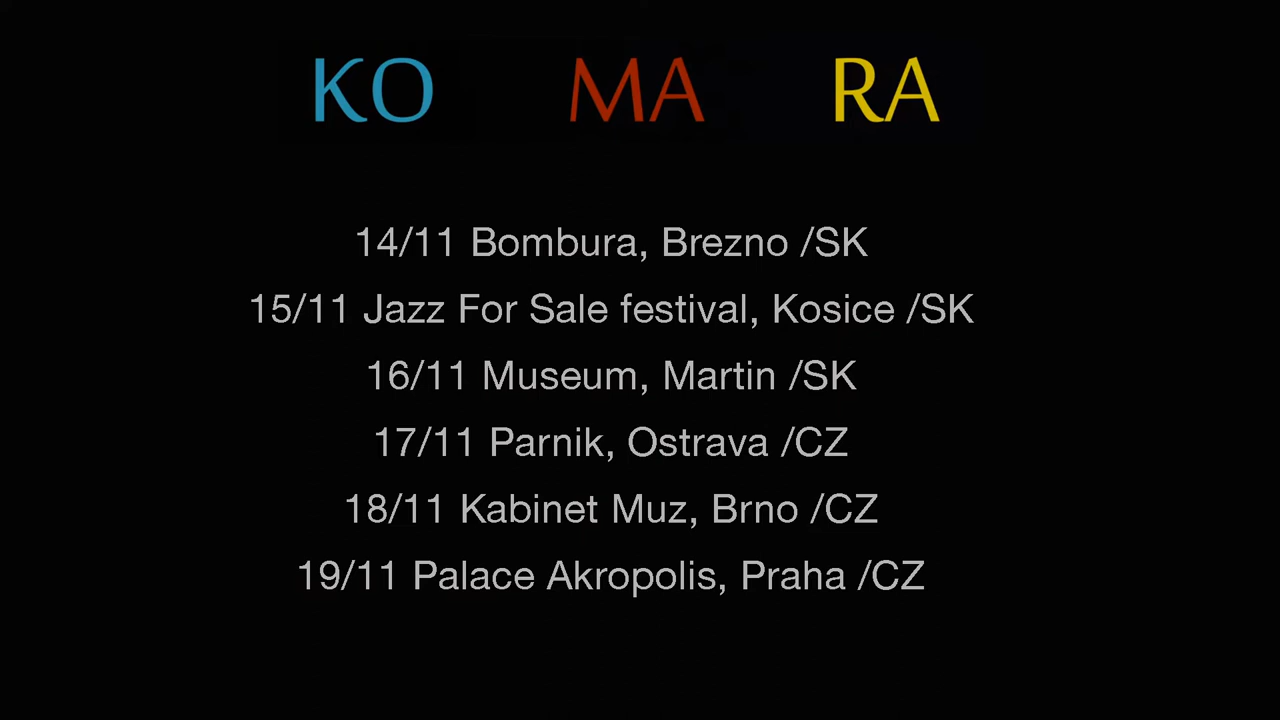 KO MA RA
14/11 Bombura, Brezno /SK
15/11 Jazz For Sale festival, Kosice /SK
16/11 Museum, Martin /SK
17/11 Parnik, Ostrava /CZ
18/11 Kabinet Muz, Brno /CZ
19/11 Palace Akropolis, Praha /CZ